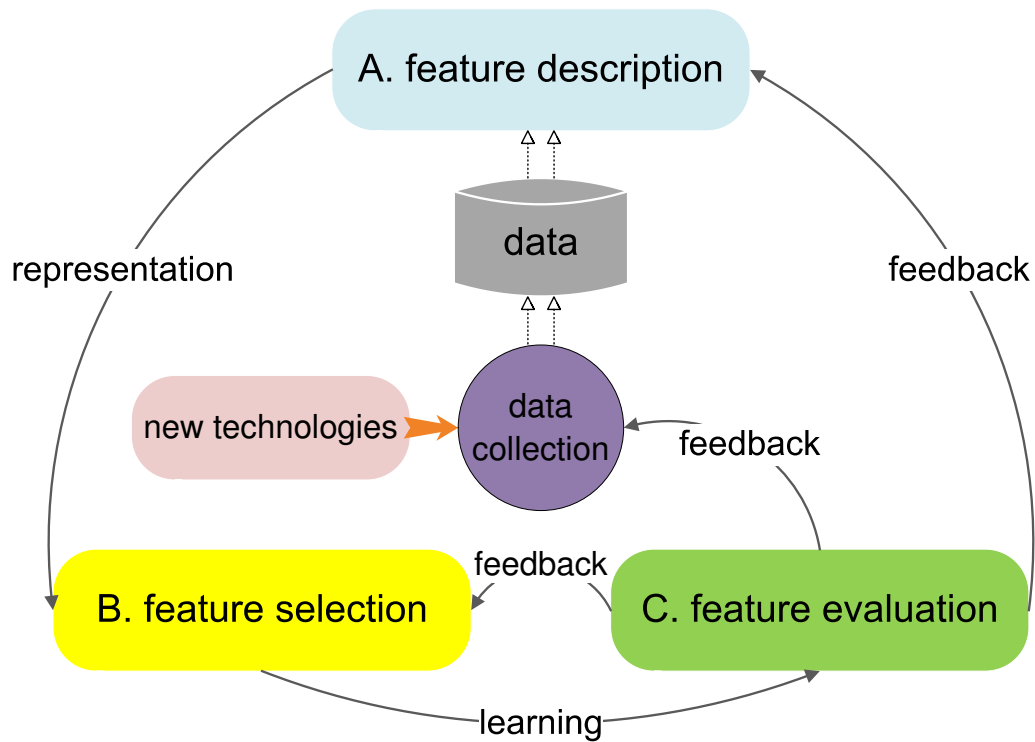 A. feature description
data
representation
feedback
data
collection
new technologies
feedback
feedback
B. feature selection
C. feature evaluation
learning